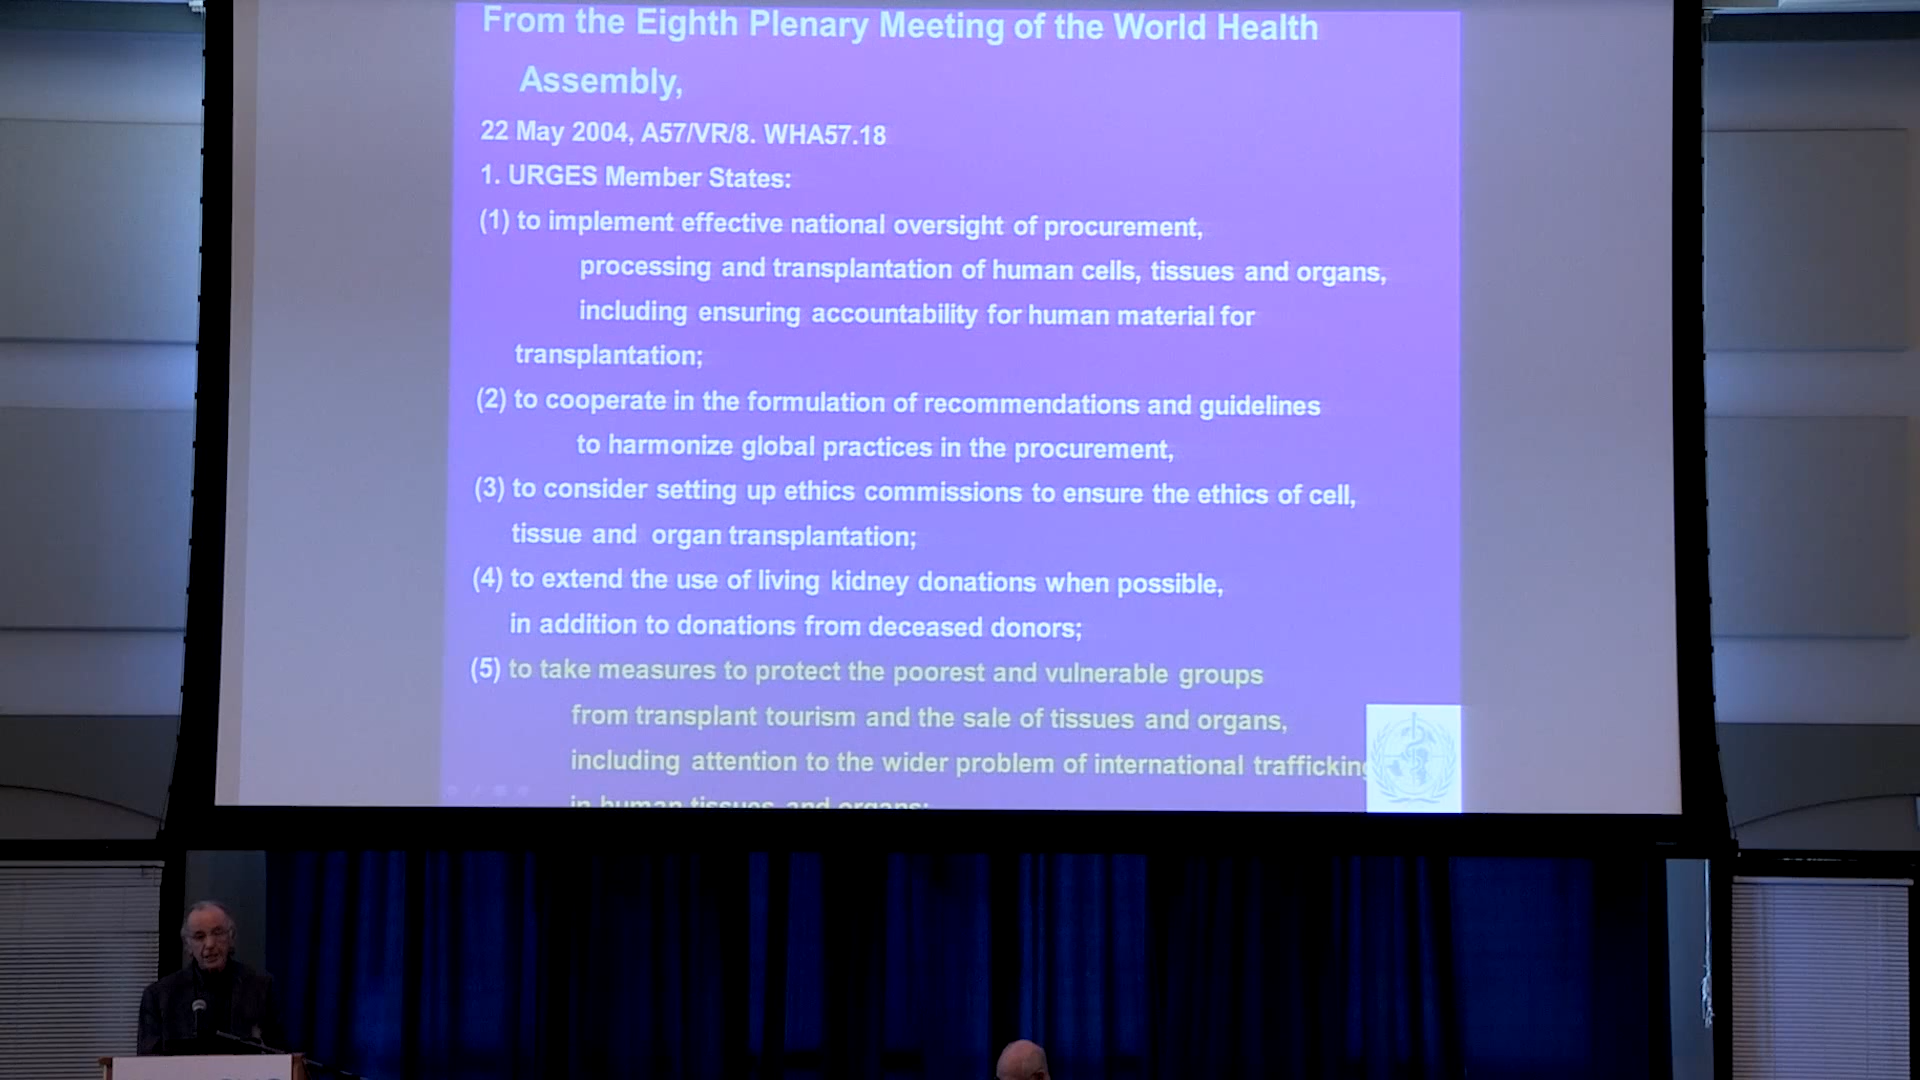 From the Eighth Plenary Meeting of the World Health
Assembly,
22 May 2004, A57/VR/8. WHA57.18
1. URGES Member States:
(1) to implement effective national oversight of procurement,
processing and transplantation of human cells, tissues and organs,
including ensuring accountability for human material for
transplantation;
(2) to cooperate in the formulation of recommendations and guidelines
to harmonize global practices in the procurement,
(3) to consider setting up ethics commissions to ensure the ethics of cell,
tissue and organ transplantation;
(4) to extend the use of living kidney donations when possible,
in addition to donations from deceased donors;
(5) to take measures to protect the poorest and vulnerable groups
from transplant tourism and the sale of tissues and organs,
including attention to the wider problem of international trafficking
in human tissues and organs;